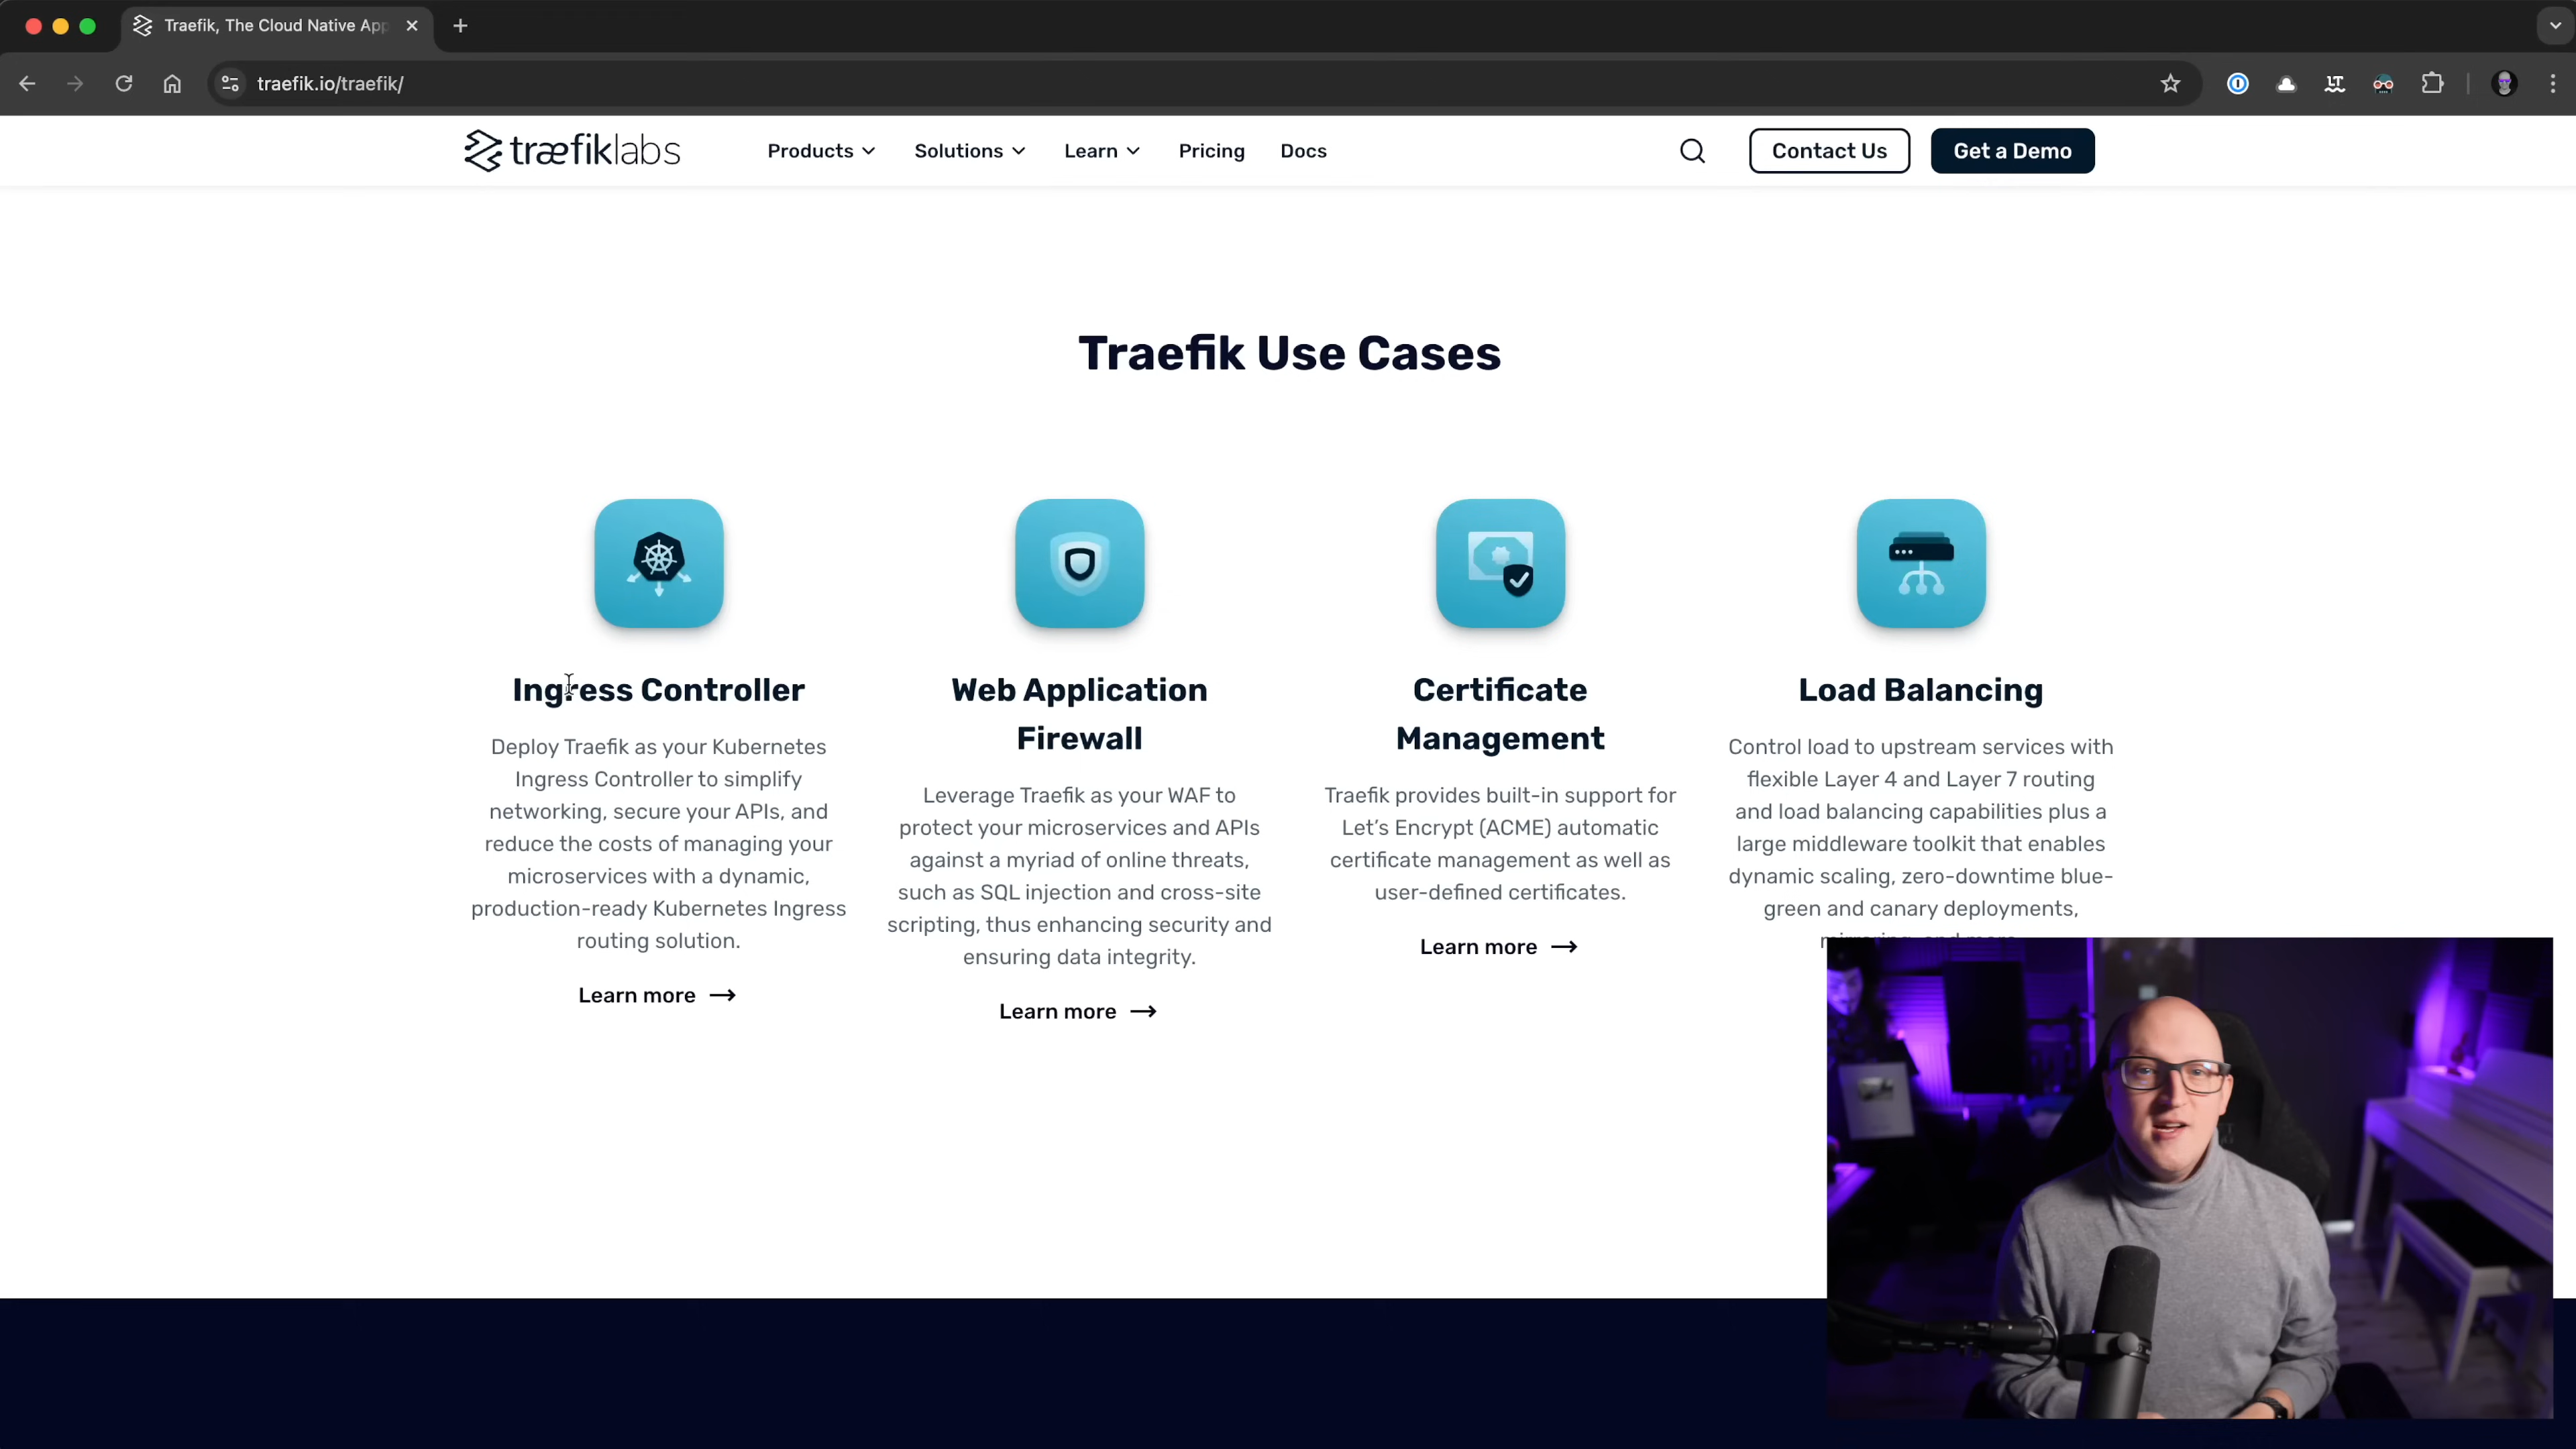 Traefik, The Cloud Native App
traefik.io/traefik/
træfiklabs
Products
Solutions
Learn
Pricing
Docs
Contact Us
Get a Demo
Traefik Use Cases
Ingress Controller
Deploy Traefik as your Kubernetes
Ingress Controller to simplify
networking, secure your APIs, and
reduce the costs of managing your
microservices with a dynamic,
production-ready Kubernetes Ingress
routing solution.
Learn more
Web Application
Firewall
Leverage Traefik as your WAF to
protect your microservices and APIs
against a myriad of online threats,
such as SQL injection and cross-site
scripting, thus enhancing security and
ensuring data integrity.
Learn more
Certificate
Management
Traefik provides built-in support for
Let’s Encrypt (ACME) automatic
certificate management as well as
user-defined certificates.
Learn more
Load Balancing
Control load to upstream services with
flexible Layer 4 and Layer 7 routing
and load balancing capabilities plus a
large middleware toolkit that enables
dynamic scaling, zero-downtime blue-
green and canary deployments,